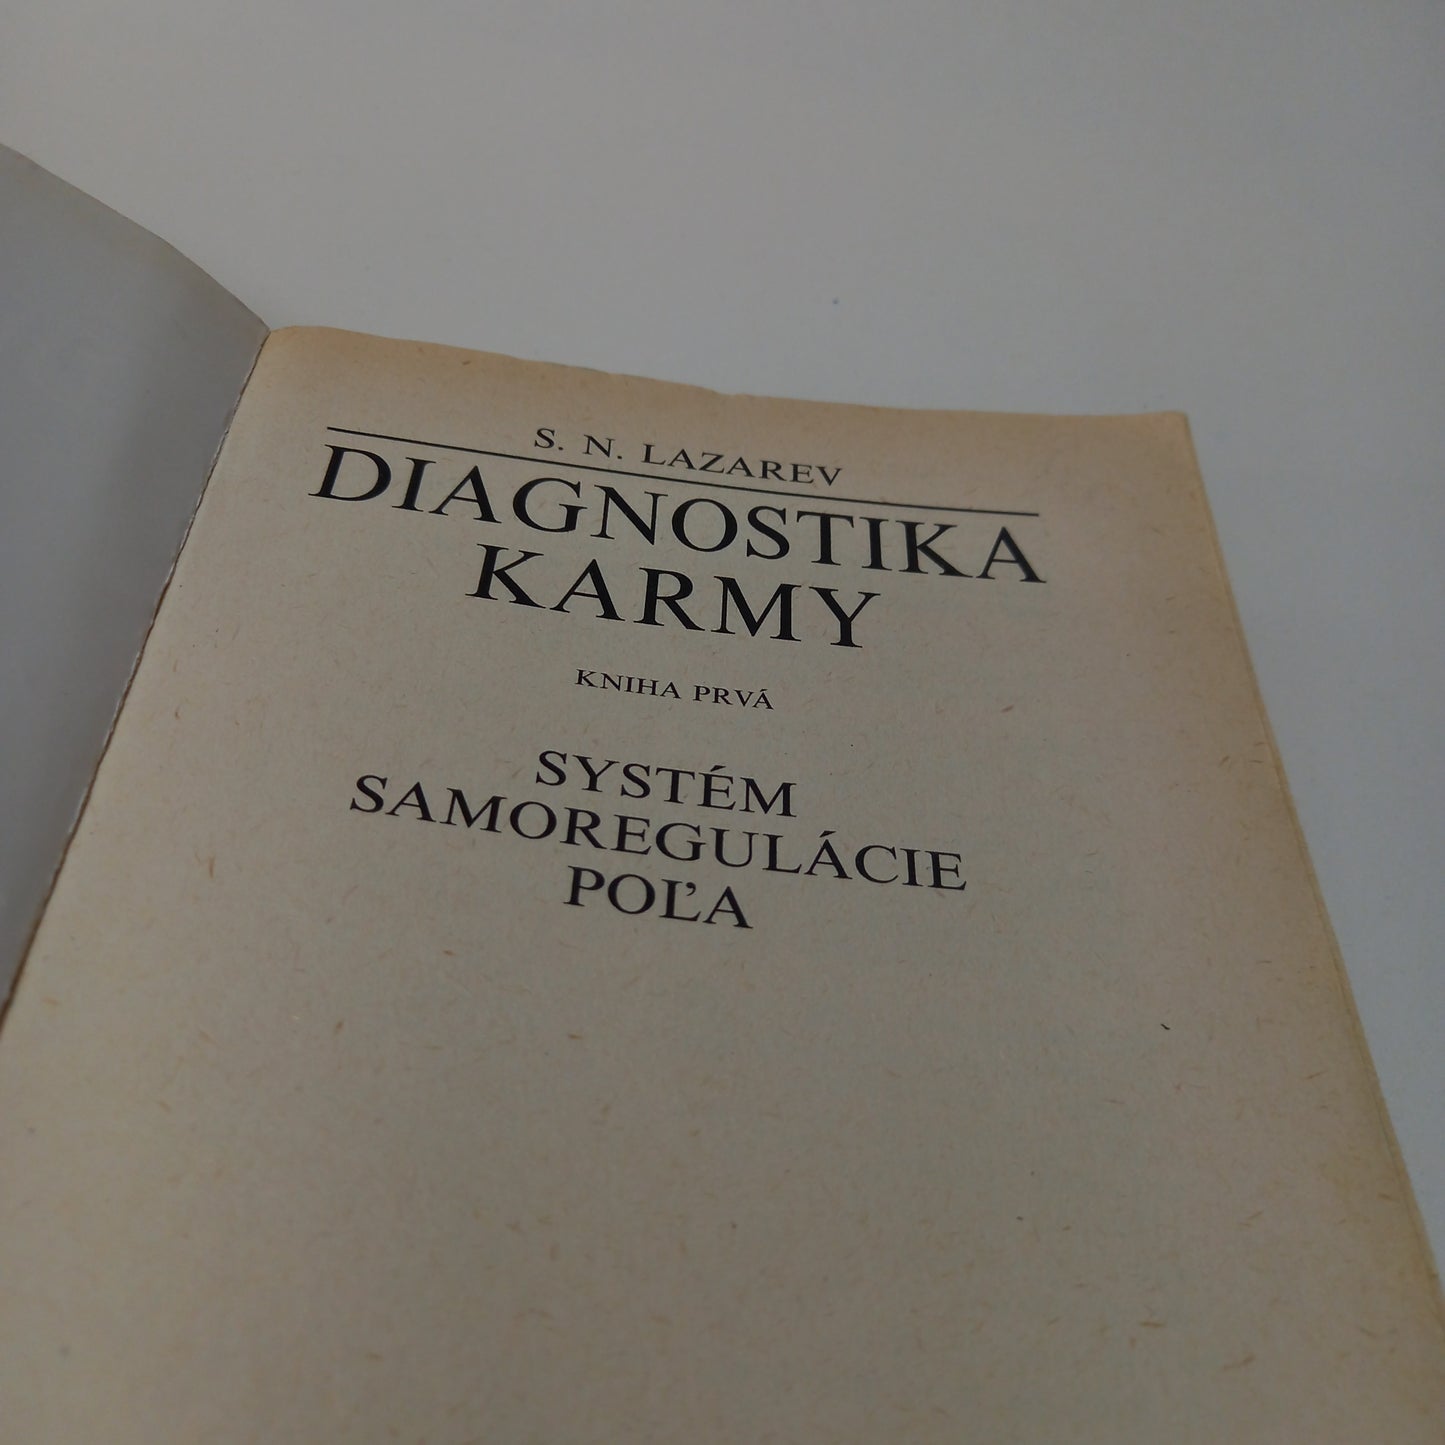 S. N. LAZAREV
DIAGNOSTIKA
KARMY
KNIHA PRVÁ
SYSTÉM
SAMOREGULÁCIE
POĽA